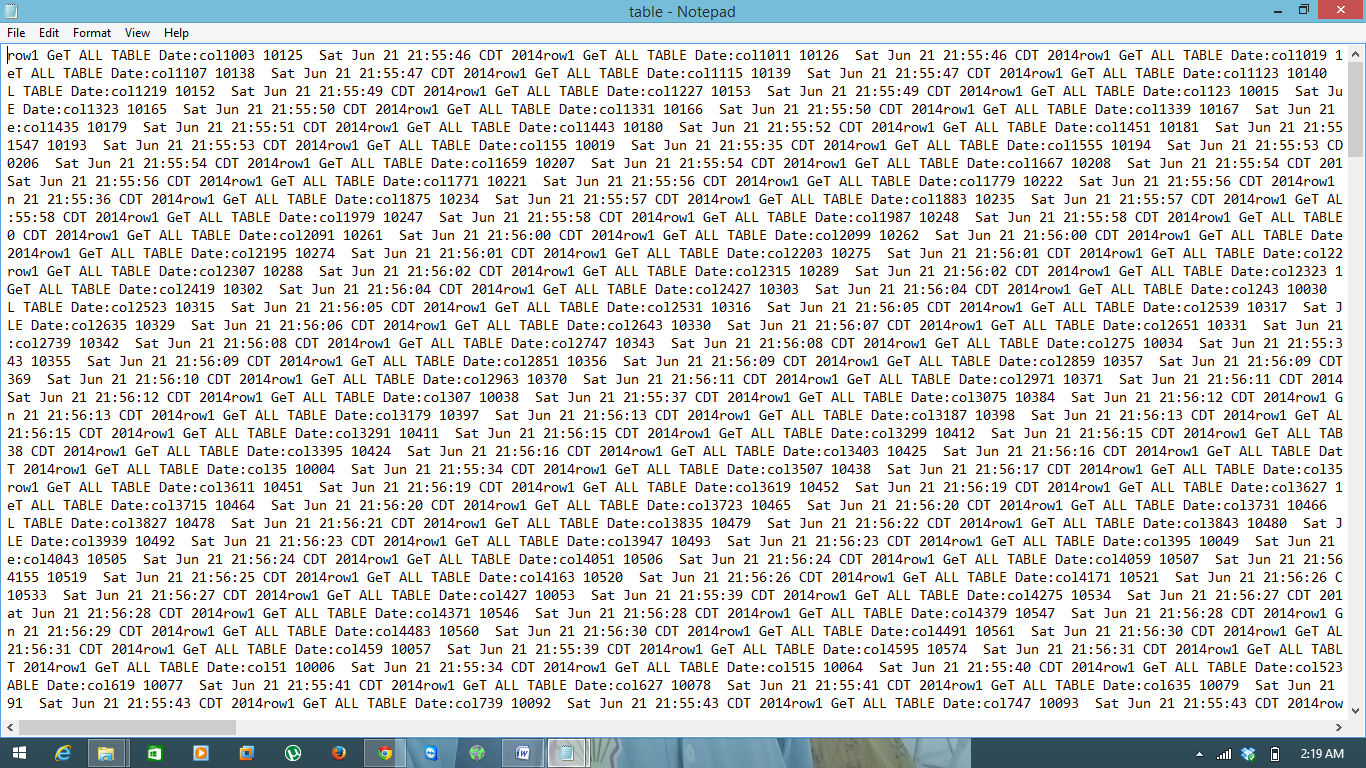 table - Notepad
File Edit Format View Help
row1 GeT ALL TABLE Date:col1003 10125  Sat Jun 21 21:55:46 CDT 2014row1 GeT ALL TABLE Date:col1011 10126  Sat Jun 21 21:55:46 CDT 2014row1 GeT ALL TABLE Date:col1019 1
eT ALL TABLE Date:col1107 10138  Sat Jun 21 21:55:47 CDT 2014row1 GeT ALL TABLE Date:col1115 10139  Sat Jun 21 21:55:47 CDT 2014row1 GeT ALL TABLE Date:col1123 10140
L TABLE Date:col1219 10152  Sat Jun 21 21:55:49 CDT 2014row1 GeT ALL TABLE Date:col1227 10153  Sat Jun 21 21:55:49 CDT 2014row1 GeT ALL TABLE Date:col123 10015  Sat Ju
E Date:col1323 10165  Sat Jun 21 21:55:50 CDT 2014row1 GeT ALL TABLE Date:col1331 10166  Sat Jun 21 21:55:50 CDT 2014row1 GeT ALL TABLE Date:col1339 10167  Sat Jun 21
e:col1435 10179  Sat Jun 21 21:55:51 CDT 2014row1 GeT ALL TABLE Date:col1443 10180  Sat Jun 21 21:55:52 CDT 2014row1 GeT ALL TABLE Date:col1451 10181  Sat Jun 21 21:55
1547 10193  Sat Jun 21 21:55:53 CDT 2014row1 GeT ALL TABLE Date:col155 10019  Sat Jun 21 21:55:35 CDT 2014row1 GeT ALL TABLE Date:col1555 10194  Sat Jun 21 21:55:53 CD
0206  Sat Jun 21 21:55:54 CDT 2014row1 GeT ALL TABLE Date:col1659 10207  Sat Jun 21 21:55:54 CDT 2014row1 GeT ALL TABLE Date:col1667 10208  Sat Jun 21 21:55:54 CDT 201
Sat Jun 21 21:55:56 CDT 2014row1 GeT ALL TABLE Date:col1771 10221  Sat Jun 21 21:55:56 CDT 2014row1 GeT ALL TABLE Date:col1779 10222  Sat Jun 21 21:55:56 CDT 2014row1
n 21 21:55:36 CDT 2014row1 GeT ALL TABLE Date:col1875 10234  Sat Jun 21 21:55:57 CDT 2014row1 GeT ALL TABLE Date:col1883 10235  Sat Jun 21 21:55:57 CDT 2014row1 GeT AL
:55:58 CDT 2014row1 GeT ALL TABLE Date:col1979 10247  Sat Jun 21 21:55:58 CDT 2014row1 GeT ALL TABLE Date:col1987 10248  Sat Jun 21 21:55:58 CDT 2014row1 GeT ALL TABLE
0 CDT 2014row1 GeT ALL TABLE Date:col2091 10261  Sat Jun 21 21:56:00 CDT 2014row1 GeT ALL TABLE Date:col2099 10262  Sat Jun 21 21:56:00 CDT 2014row1 GeT ALL TABLE Date
2014row1 GeT ALL TABLE Date:col2195 10274  Sat Jun 21 21:56:01 CDT 2014row1 GeT ALL TABLE Date:col2203 10275  Sat Jun 21 21:56:01 CDT 2014row1 GeT ALL TABLE Date:col22
row1 GeT ALL TABLE Date:col2307 10288  Sat Jun 21 21:56:02 CDT 2014row1 GeT ALL TABLE Date:col2315 10289  Sat Jun 21 21:56:02 CDT 2014row1 GeT ALL TABLE Date:col2323 1
GeT ALL TABLE Date:col2419 10302  Sat Jun 21 21:56:04 CDT 2014row1 GeT ALL TABLE Date:col2427 10303  Sat Jun 21 21:56:04 CDT 2014row1 GeT ALL TABLE Date:col243 10030
L TABLE Date:col2523 10315  Sat Jun 21 21:56:05 CDT 2014row1 GeT ALL TABLE Date:col2531 10316  Sat Jun 21 21:56:05 CDT 2014row1 GeT ALL TABLE Date:col2539 10317  Sat J
LE Date:col2635 10329  Sat Jun 21 21:56:06 CDT 2014row1 GeT ALL TABLE Date:col2643 10330  Sat Jun 21 21:56:07 CDT 2014row1 GeT ALL TABLE Date:col2651 10331  Sat Jun 21
:col2739 10342  Sat Jun 21 21:56:08 CDT 2014row1 GeT ALL TABLE Date:col2747 10343  Sat Jun 21 21:56:08 CDT 2014row1 GeT ALL TABLE Date:col275 10034  Sat Jun 21 21:55:3
43 10355  Sat Jun 21 21:56:09 CDT 2014row1 GeT ALL TABLE Date:col2851 10356  Sat Jun 21 21:56:09 CDT 2014row1 GeT ALL TABLE Date:col2859 10357  Sat Jun 21 21:56:09 CDT
369  Sat Jun 21 21:56:10 CDT 2014row1 GeT ALL TABLE Date:col2963 10370  Sat Jun 21 21:56:11 CDT 2014row1 GeT ALL TABLE Date:col2971 10371  Sat Jun 21 21:56:11 CDT 2014
Sat Jun 21 21:56:12 CDT 2014row1 GeT ALL TABLE Date:col307 10038  Sat Jun 21 21:55:37 CDT 2014row1 GeT ALL TABLE Date:col3075 10384  Sat Jun 21 21:56:12 CDT 2014row1 G
n 21 21:56:13 CDT 2014row1 GeT ALL TABLE Date:col3179 10397  Sat Jun 21 21:56:13 CDT 2014row1 GeT ALL TABLE Date:col3187 10398  Sat Jun 21 21:56:13 CDT 2014row1 GeT AL
21:56:15 CDT 2014row1 GeT ALL TABLE Date:col3291 10411  Sat Jun 21 21:56:15 CDT 2014row1 GeT ALL TABLE Date:col3299 10412  Sat Jun 21 21:56:15 CDT 2014row1 GeT ALL TAB
38 CDT 2014row1 GeT ALL TABLE Date:col3395 10424  Sat Jun 21 21:56:16 CDT 2014row1 GeT ALL TABLE Date:col3403 10425  Sat Jun 21 21:56:16 CDT 2014row1 GeT ALL TABLE Dat
T 2014row1 GeT ALL TABLE Date:col35 10004  Sat Jun 21 21:55:34 CDT 2014row1 GeT ALL TABLE Date:col3507 10438  Sat Jun 21 21:56:17 CDT 2014row1 GeT ALL TABLE Date:col35
row1 GeT ALL TABLE Date:col3611 10451  Sat Jun 21 21:56:19 CDT 2014row1 GeT ALL TABLE Date:col3619 10452  Sat Jun 21 21:56:19 CDT 2014row1 GeT ALL TABLE Date:col3627 1
eT ALL TABLE Date:col3715 10464  Sat Jun 21 21:56:20 CDT 2014row1 GeT ALL TABLE Date:col3723 10465  Sat Jun 21 21:56:20 CDT 2014row1 GeT ALL TABLE Date:col3731 10466
L TABLE Date:col3827 10478  Sat Jun 21 21:56:21 CDT 2014row1 GeT ALL TABLE Date:col3835 10479  Sat Jun 21 21:56:22 CDT 2014row1 GeT ALL TABLE Date:col3843 10480  Sat J
LE Date:col3939 10492  Sat Jun 21 21:56:23 CDT 2014row1 GeT ALL TABLE Date:col3947 10493  Sat Jun 21 21:56:23 CDT 2014row1 GeT ALL TABLE Date:col395 10049  Sat Jun 21
e:col4043 10505  Sat Jun 21 21:56:24 CDT 2014row1 GeT ALL TABLE Date:col4051 10506  Sat Jun 21 21:56:24 CDT 2014row1 GeT ALL TABLE Date:col4059 10507  Sat Jun 21 21:56
4155 10519  Sat Jun 21 21:56:25 CDT 2014row1 GeT ALL TABLE Date:col4163 10520  Sat Jun 21 21:56:26 CDT 2014row1 GeT ALL TABLE Date:col4171 10521  Sat Jun 21 21:56:26 C
10533  Sat Jun 21 21:56:27 CDT 2014row1 GeT ALL TABLE Date:col427 10053  Sat Jun 21 21:55:39 CDT 2014row1 GeT ALL TABLE Date:col4275 10534  Sat Jun 21 21:56:27 CDT 201
at Jun 21 21:56:28 CDT 2014row1 GeT ALL TABLE Date:col4371 10546  Sat Jun 21 21:56:28 CDT 2014row1 GeT ALL TABLE Date:col4379 10547  Sat Jun 21 21:56:28 CDT 2014row1 G
n 21 21:56:29 CDT 2014row1 GeT ALL TABLE Date:col4483 10560  Sat Jun 21 21:56:30 CDT 2014row1 GeT ALL TABLE Date:col4491 10561  Sat Jun 21 21:56:30 CDT 2014row1 GeT AL
21:56:31 CDT 2014row1 GeT ALL TABLE Date:col459 10057  Sat Jun 21 21:55:39 CDT 2014row1 GeT ALL TABLE Date:col4595 10574  Sat Jun 21 21:56:31 CDT 2014row1 GeT ALL TABL
T 2014row1 GeT ALL TABLE Date:col51 10006  Sat Jun 21 21:55:34 CDT 2014row1 GeT ALL TABLE Date:col515 10064  Sat Jun 21 21:55:40 CDT 2014row1 GeT ALL TABLE Date:col523
ABLE Date:col619 10077  Sat Jun 21 21:55:41 CDT 2014row1 GeT ALL TABLE Date:col627 10078  Sat Jun 21 21:55:41 CDT 2014row1 GeT ALL TABLE Date:col635 10079  Sat Jun 21
91  Sat Jun 21 21:55:43 CDT 2014row1 GeT ALL TABLE Date:col739 10092  Sat Jun 21 21:55:43 CDT 2014row1 GeT ALL TABLE Date:col747 10093  Sat Jun 21 21:55:43 CDT 2014row
2:19 AM